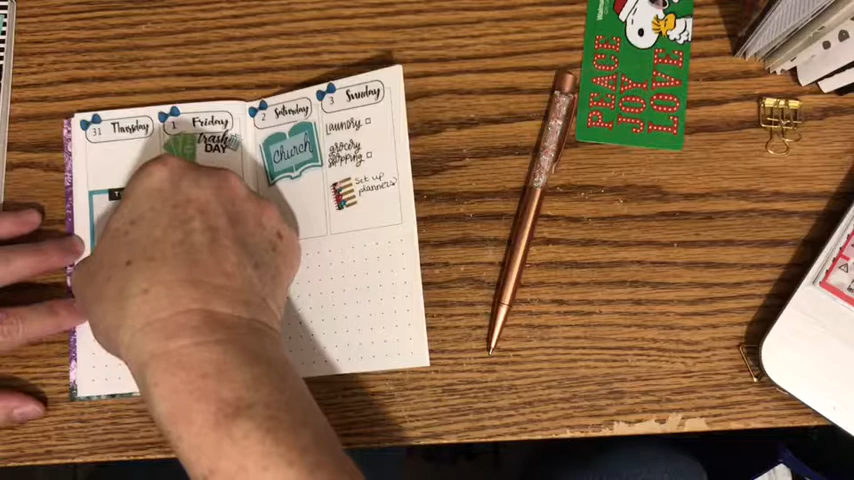 31 Thursday
1 Friday
2 Saturday
3 Sunday
trash
DAY
church
laundry
grocery
shopping
set up
planners
Walmart
PEACE
JOY
LOVE